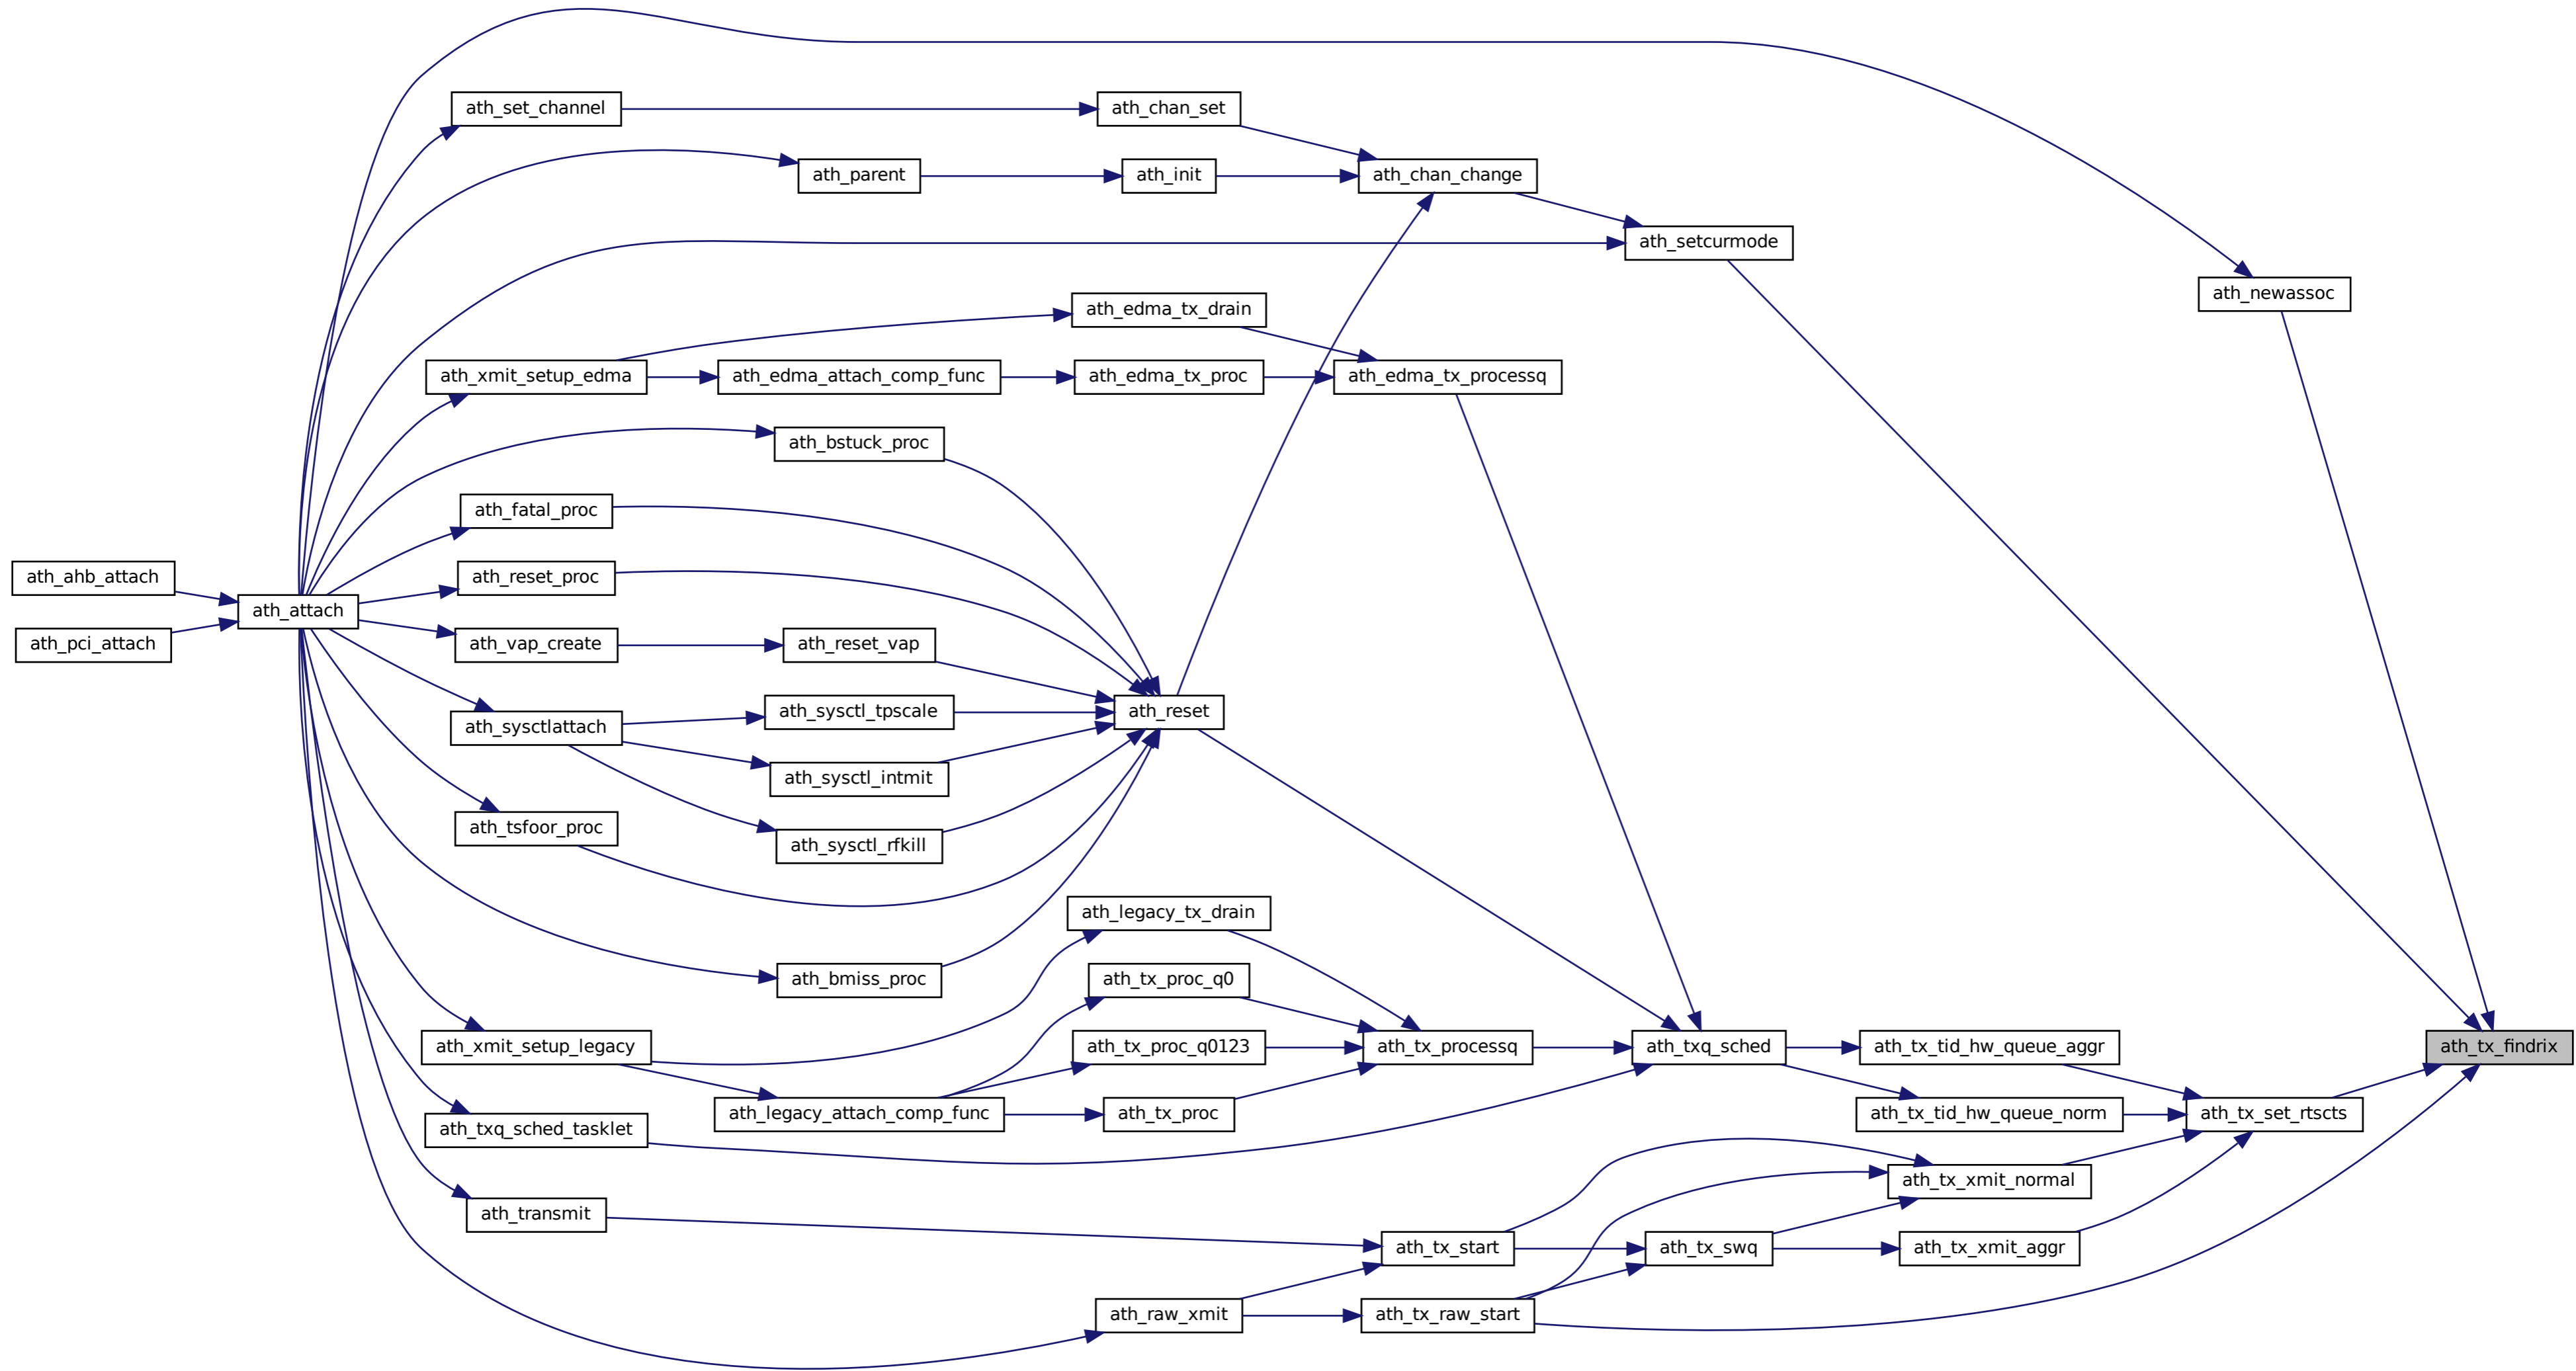 ath_set_channel
ath_chan_set
ath_parent
ath_init
ath_chan_change
ath_setcurmode
ath_newassoc
ath_edma_tx_drain
ath_xmit_setup_edma
ath_edma_attach_comp_func
ath_edma_tx_proc
ath_edma_tx_processq
ath_bstuck_proc
ath_fatal_proc
ath_ahb_attach
ath_reset_proc
ath_attach
ath_pci_attach
ath_vap_create
ath_reset_vap
ath_sysctl_tpscale
ath_reset
ath_sysctlattach
ath_sysctl_intmit
ath_tsfoor_proc
ath_sysctl_rfkill
ath_legacy_tx_drain
ath_bmiss_proc
ath_tx_proc_q0
ath_xmit_setup_legacy
ath_tx_proc_q0123
ath_tx_processq
ath_txq_sched
ath_tx_tid_hw_queue_aggr
ath_tx_findrix
ath_legacy_attach_comp_func
ath_tx_proc
ath_tx_tid_hw_queue_norm
ath_tx_set_rtscts
ath_txq_sched_tasklet
ath_tx_xmit_normal
ath_transmit
ath_tx_start
ath_tx_swq
ath_tx_xmit_aggr
ath_raw_xmit
ath_tx_raw_start